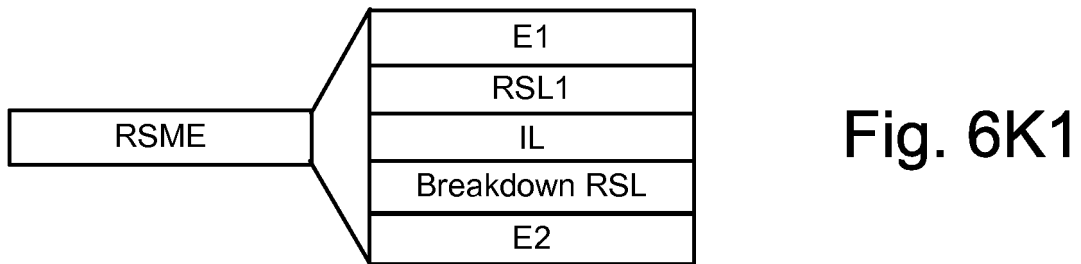 RSME
E1
RSL1
IL
Breakdown RSL
E2
Fig. 6K1